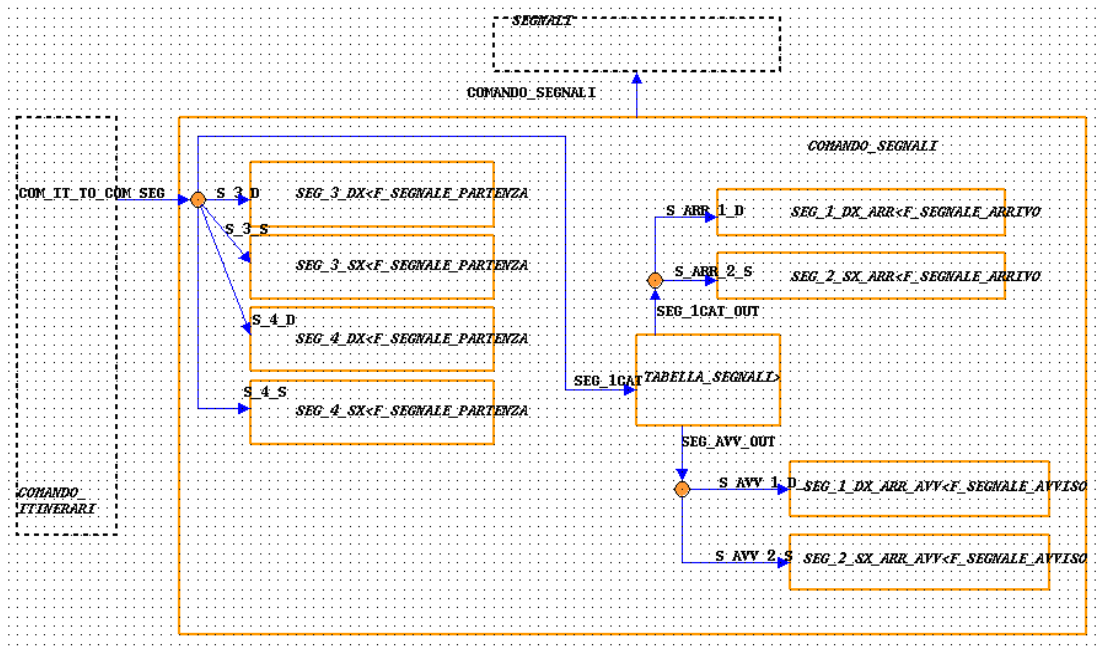 SEGNALI
COMANDO_SEGNALI
COMANDO_SEGNALI
COM_IT_TO_COM_SEG
S_3_D
SEG_3_DX<F_SEGNALE_PARTENZA
S_ARR_1_D
SEG_1_DX_ARR<F_SEGNALE_ARRIVO
S_3_S
SEG_3_SX<F_SEGNALE_PARTENZA
S_ARR_2_S
SEG_2_SX_ARR<F_SEGNALE_ARRIVO
SEG_1CAT_OUT
S_4_D
SEG_4_DX<F_SEGNALE_PARTENZA
SEG_1CAT
TABELLA_SEGNALI>
S_4_S
SEG_4_SX<F_SEGNALE_PARTENZA
SEG_AVV_OUT
S_AVV_1_D
SEG_1_DX_ARR_AVV<F_SEGNALE_AVVISO
COMANDO_
ITINERARI
S_AVV_2_S
SEG_2_SX_ARR_AVV<F_SEGNALE_AVVISO